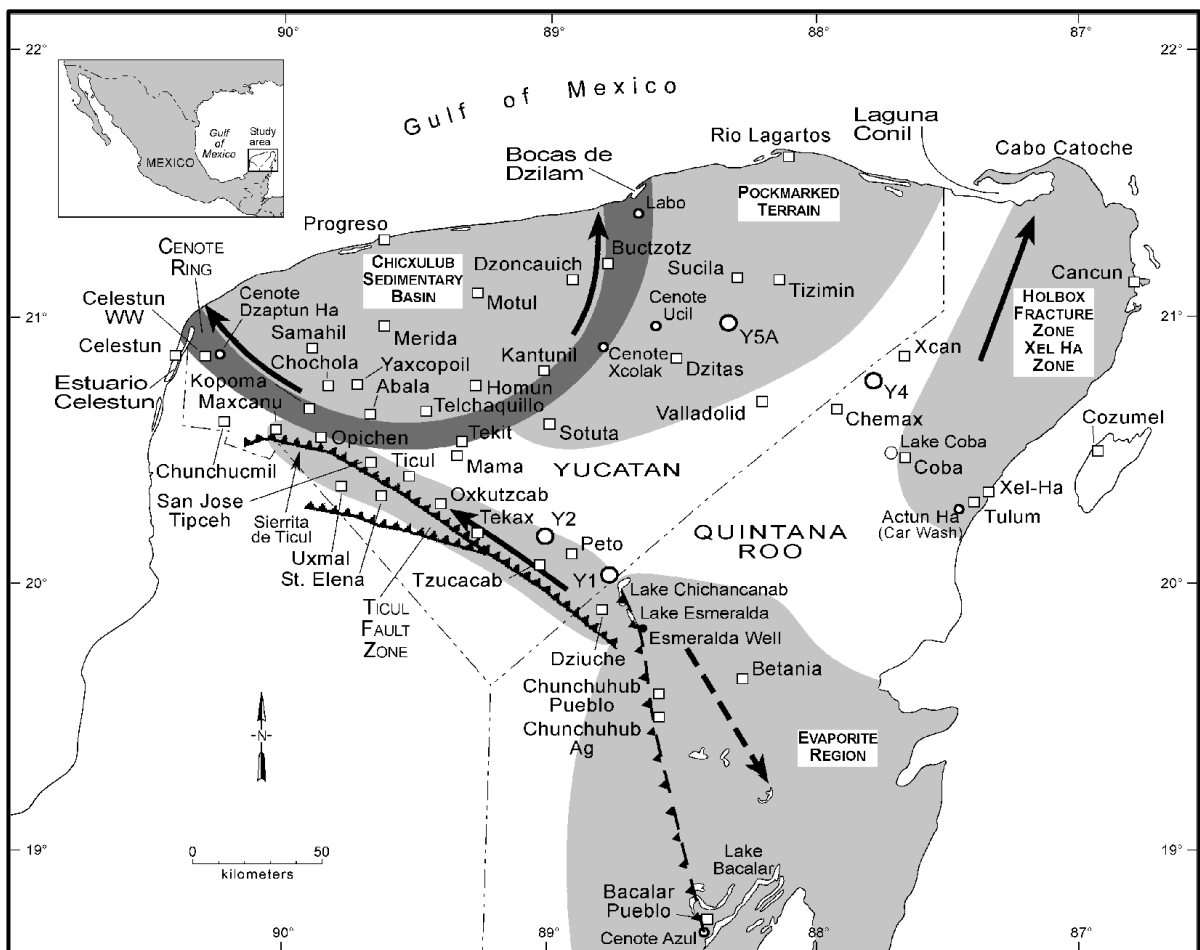 90°
89°
88°
87°
22°
22°
Gulf of Mexico
Gulf
of
Mexico
Study
area
MEXICO
Laguna
Conil
Rio Lagartos
Cabo Catoche
Bocas de
Dzilam
Labo
POCKMARKED
TERRAIN
Progreso
CENOTE
RING
CHICXULUB
SEDIMENTARY
BASIN
Dzoncauich
Buctzotz
Sucila
Tizimin
Cancun
Motul
Celestun
WW
Cenote
Dzaptun Ha
Cenote
Ucil
Y5A
HOLBOX
FRACTURE
ZONE
XEL HA
ZONE
21°
21°
Samahil
Merida
Celestun
Chochola
Yaxcopoil
Kantunil
Cenote
Xcolak
Dzitas
Xcan
Estuario
Celestun
Kopoma
Abala
Homun
Y4
Maxcanu
Telchaquillo
Valladolid
Chemax
Cozumel
Opichen
Tekit
Sotuta
Lake Coba
Coba
Chunchucmil
Ticul
Mama
YUCATAN
San Jose
Tipceh
Oxkutzcab
Xel-Ha
Tulum
Actun Ha
(Car Wash)
Sierrita
de Ticul
Tekax
Y2
QUINTANA
ROO
Uxmal
St. Elena
Peto
Tzucacab
Y1
20°
20°
Lake Chichancanab
Lake Esmeralda
Esmeralda Well
TICUL
FAULT
ZONE
Dziuche
Betania
Chunchuhub
Pueblo
Chunchuhub
Ag
EVAPORITE
REGION
-N-
19°
19°
0
50
kilometers
Lake
Bacalar
Bacalar
Pueblo
Cenote Azul
90°
89°
88°
87°